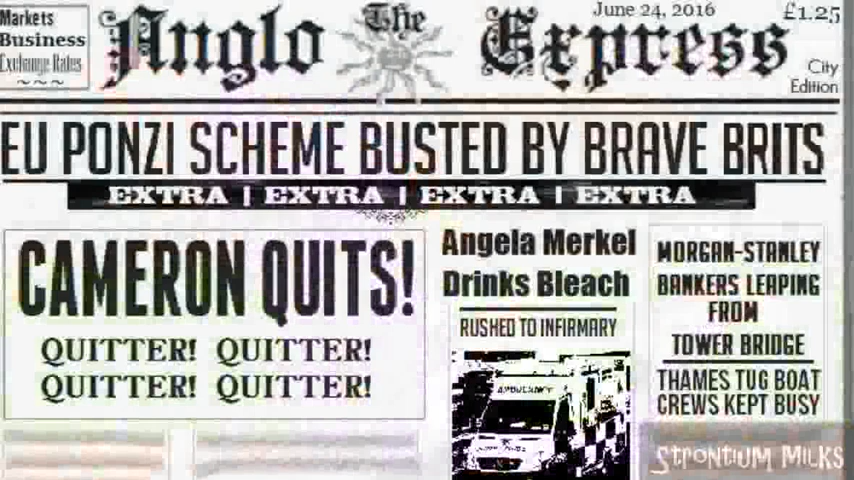 Markets
Business
Exchange Rates
The
Anglo Express
June 24, 2016
£1.25
City
Edition
EU PONZI SCHEME BUSTED BY BRAVE BRITS
EXTRA | EXTRA | EXTRA | EXTRA
CAMERON QUITS!
QUITTER! QUITTER!
QUITTER! QUITTER!
Angela Merkel
Drinks Bleach
RUSHED TO INFIRMARY
AMBULANCE
MORGAN-STANLEY
BANKERS LEAPING
FROM
TOWER BRIDGE
THAMES TUG BOAT
CREWS KEPT BUSY
STRONTIUM MILKS